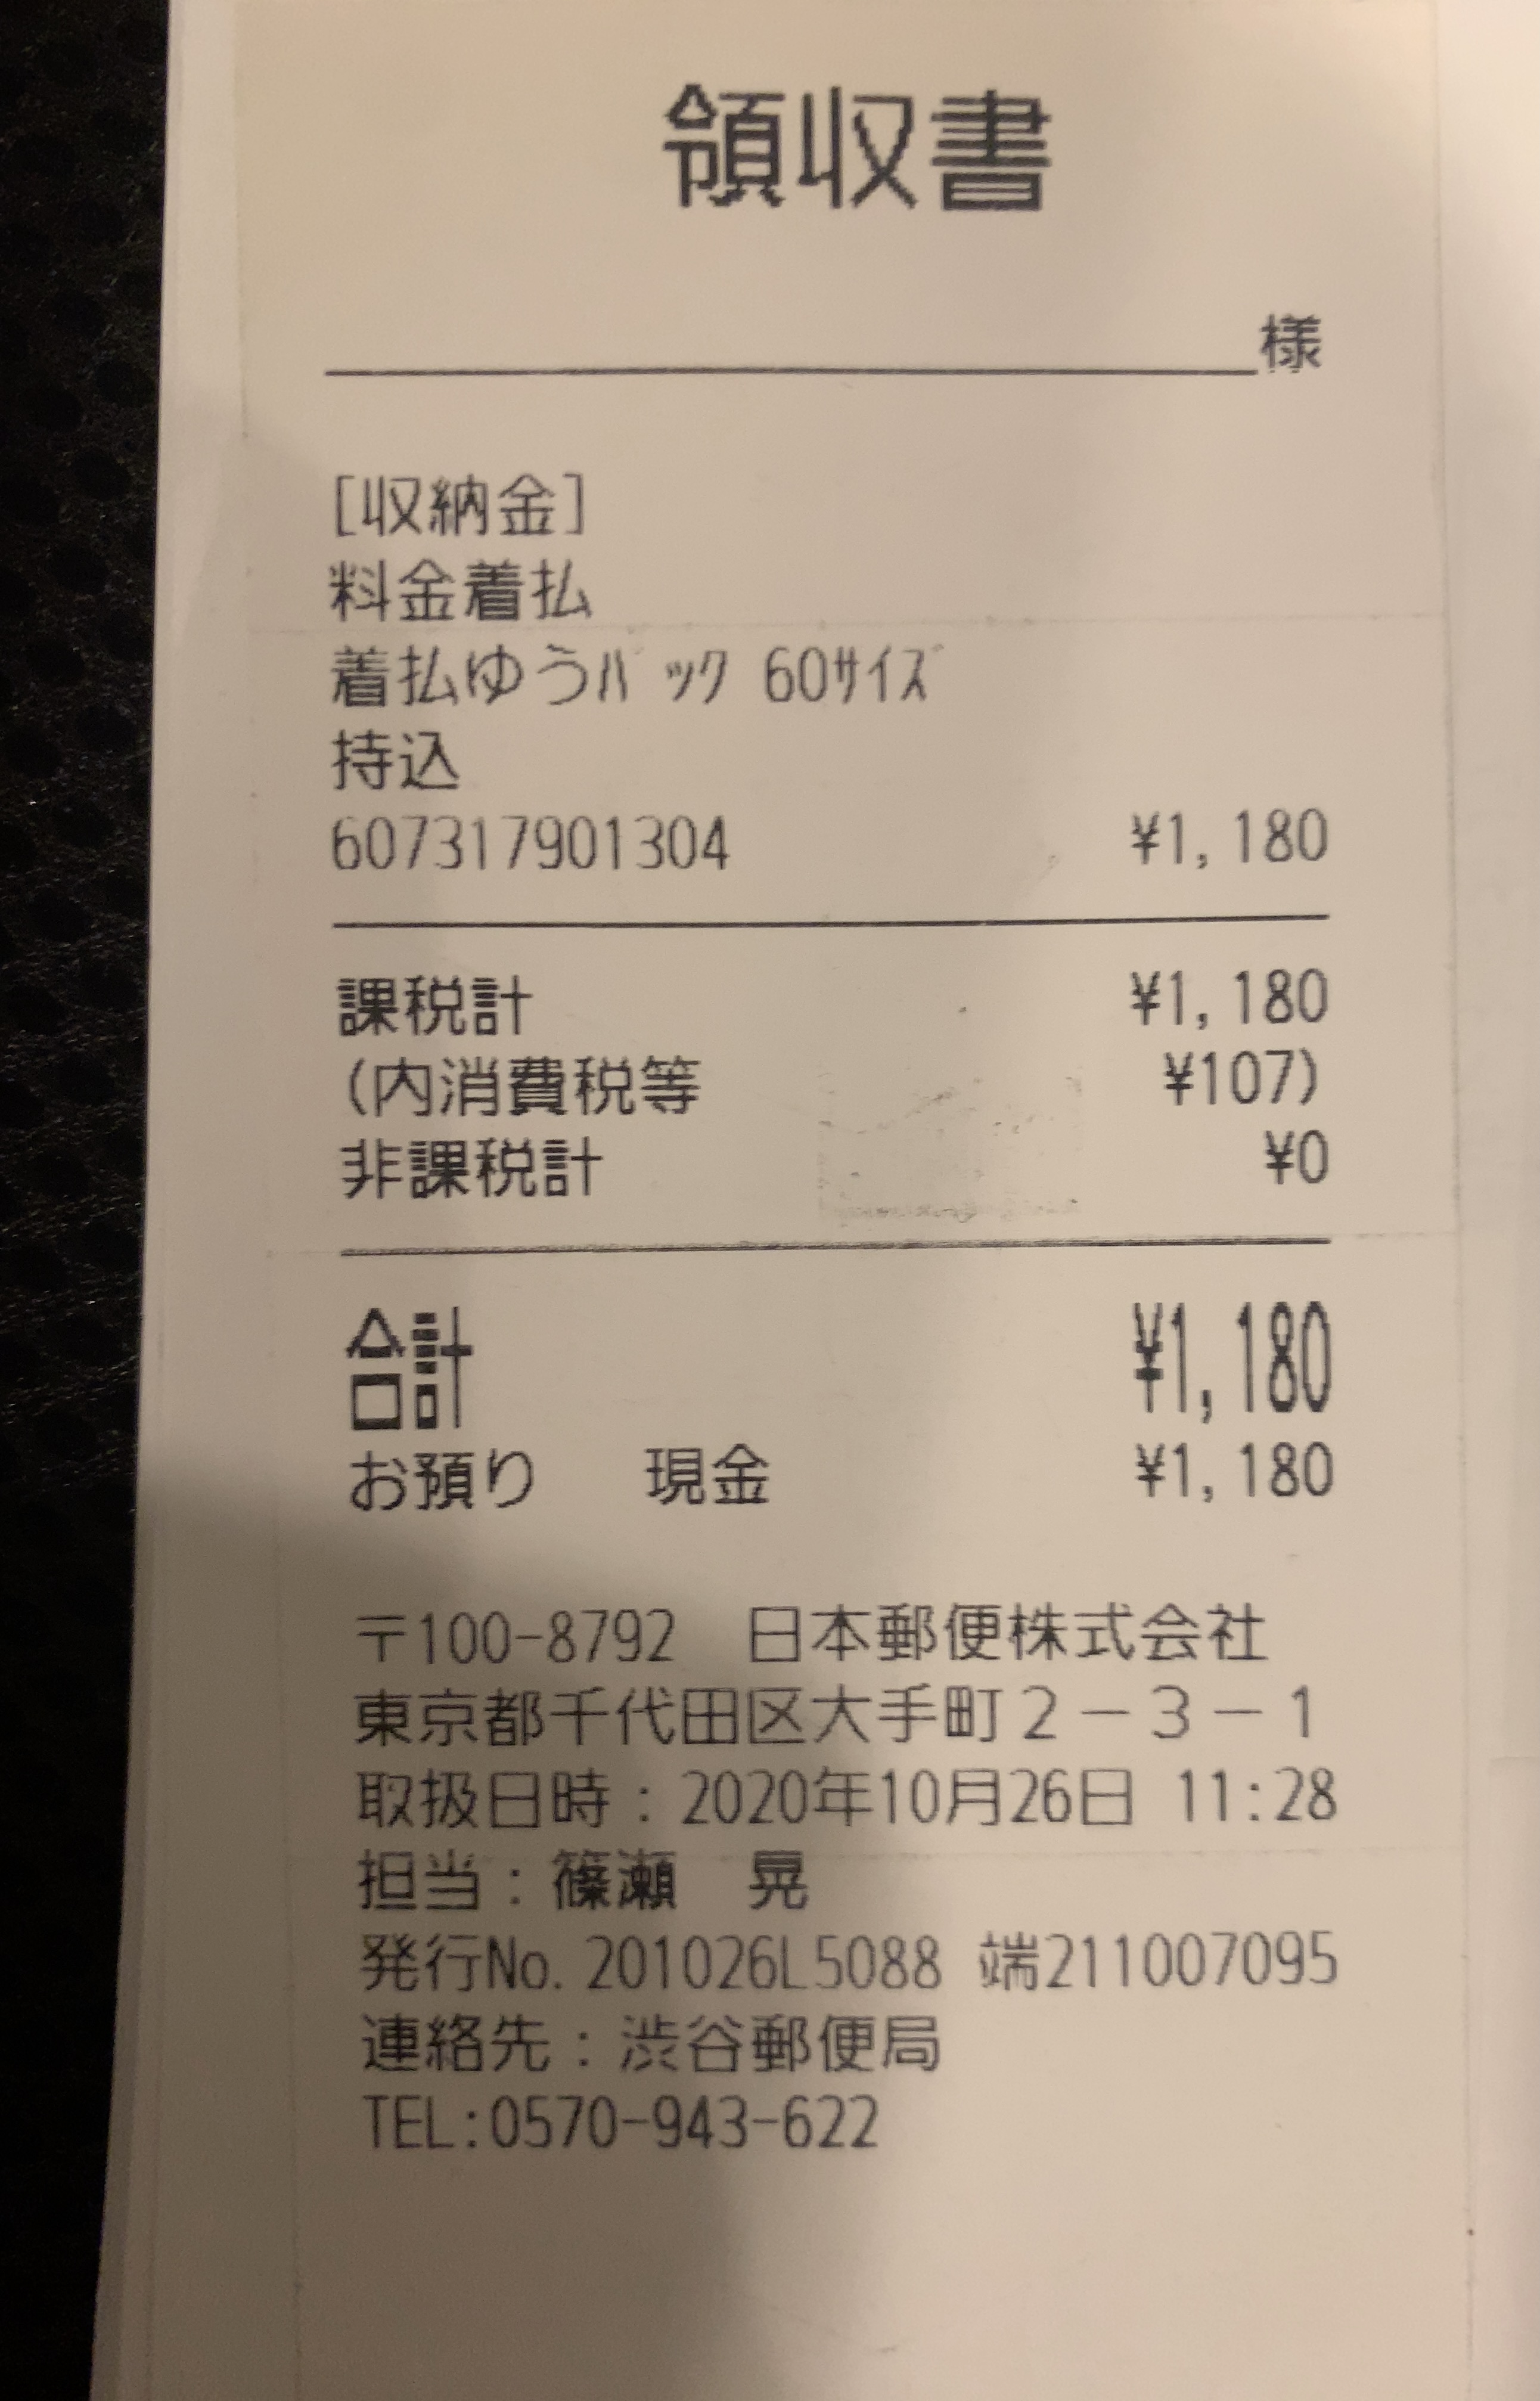 領収書
様
[収納金]
料金着払
着払ゆうﾊﾟｯｸ 60ｻｲｽﾞ
持込
607317901304 ¥1,180
課税計 ¥1,180
(内消費税等 ¥107)
非課税計 ¥0
合計 ¥1,180
お預り 現金 ¥1,180
〒100-8792 日本郵便株式会社
東京都千代田区大手町２－３－１
取扱日時：2020年10月26日 11:28
担当：篠瀬 晃
発行No.201026L5088 端211007095
連絡先：渋谷郵便局
TEL:0570-943-622